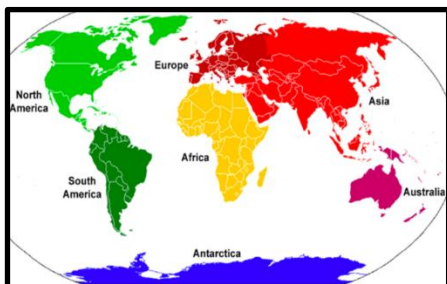 Europe
North
America
Asia
Africa
South
America
Australia
Antarctica